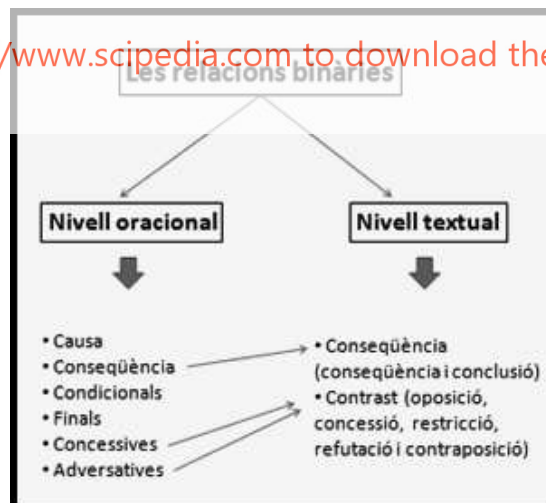 /www.scipedia.com to download the
Les relacions binàries
Nivell oracional
Nivell textual
• Causa
• Conseqüència
• Condicionals
• Finals
• Concessives
• Adversatives
• Conseqüència
(conseqüència i conclusió)
• Contrast (oposició,
concessió, restricció,
refutació i contraposició)